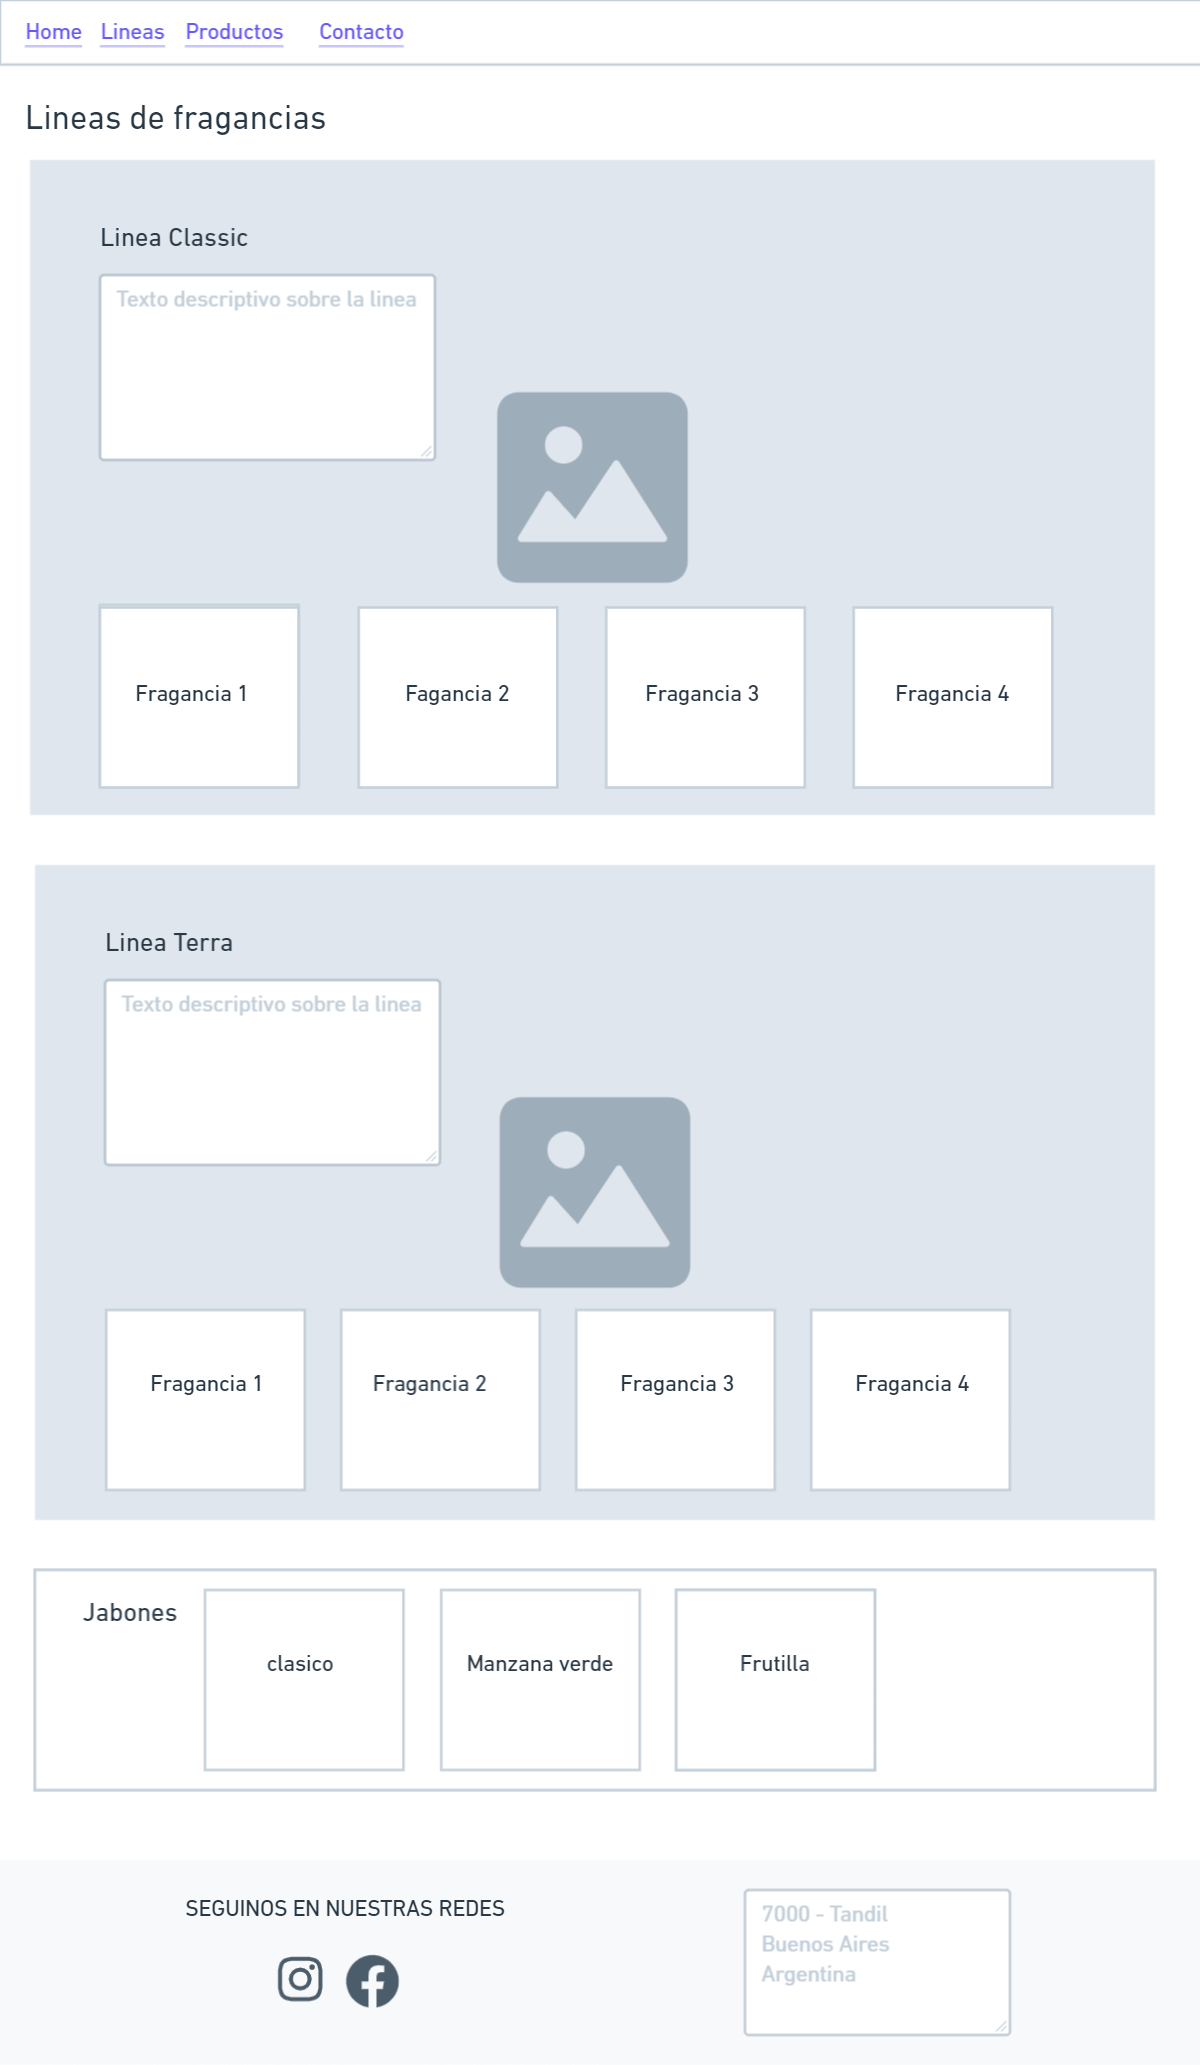 Home Lineas Productos Contacto
Lineas de fragancias
Linea Classic
Texto descriptivo sobre la linea
Fragancia 1
Fagancia 2
Fragancia 3
Fragancia 4
Linea Terra
Texto descriptivo sobre la linea
Fragancia 1
Fragancia 2
Fragancia 3
Fragancia 4
Jabones
clasico
Manzana verde
Frutilla
SEGUINOS EN NUESTRAS REDES
7000 - Tandil
Buenos Aires
Argentina